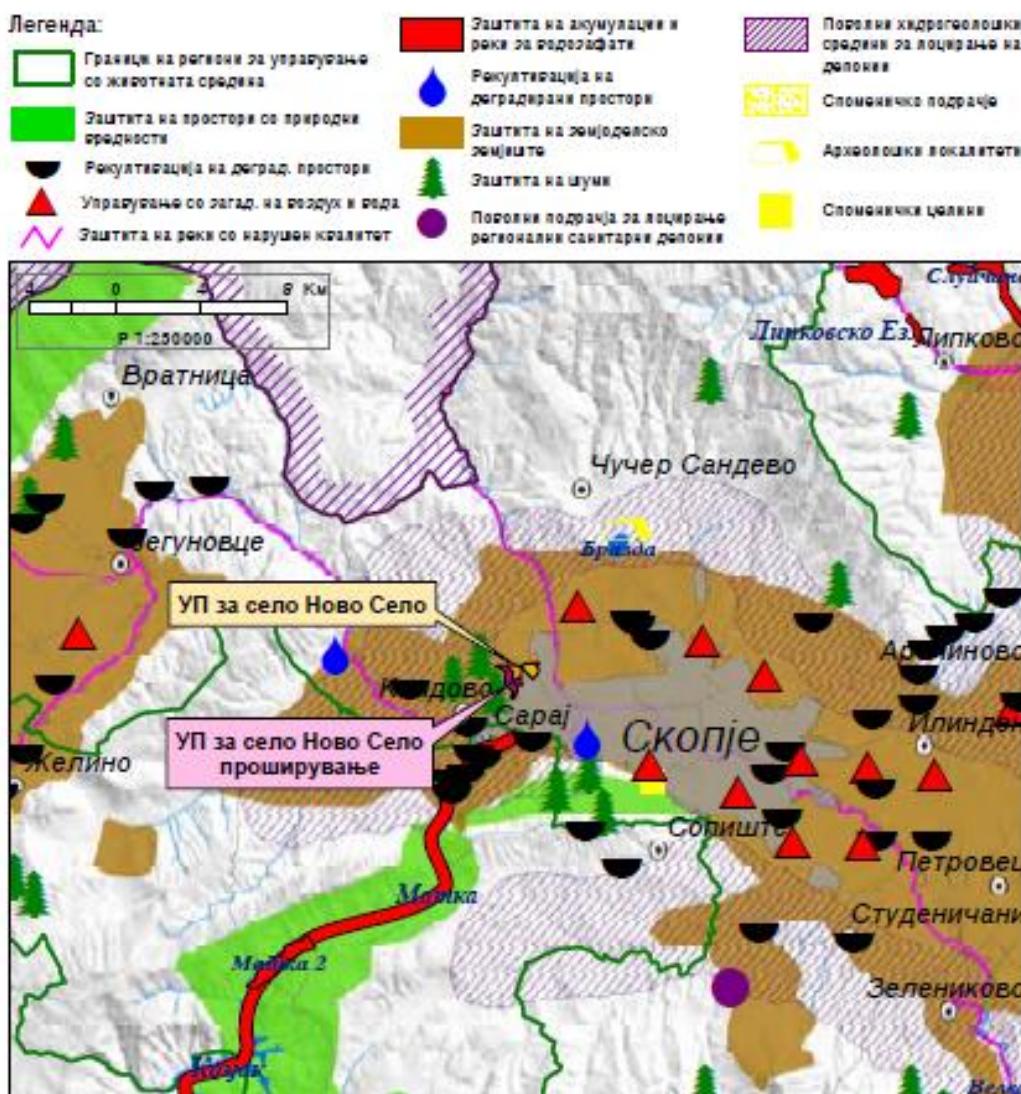 Легенда:
Граници на региони за управување
со животната средина
Заштита на простори со природни
вредности
Рекултивација на деград. простори
Управување со загад. на воздух и вода
Заштита на реки со нарушен квалитет
Заштита на акумулации и
реки за водозафати
Рекултивација на
деградирани простори
Заштита на земјоделско
земјиште
Заштита на шуми
Поволни подрачја за лоцирање
регионални санитарни депонии
Поволни хидрогеолошки
средини за лоцирање на
депонии
Споменичко подрачје
Археолошки локалитети
Споменички целини
4 0 4 8 Км
Р 1:250000
Вратница
Липковско Ез.
Липково
Чучер Сандево
Бразда
Јегуновце
УП за село Ново Село
Арачиново
Сарај
Скопје
Илинден
УП за село Ново Село
проширување
Желино
Сопиште
Петровец
Матка
Студеничани
Матка 2
Зелениково
Козјак